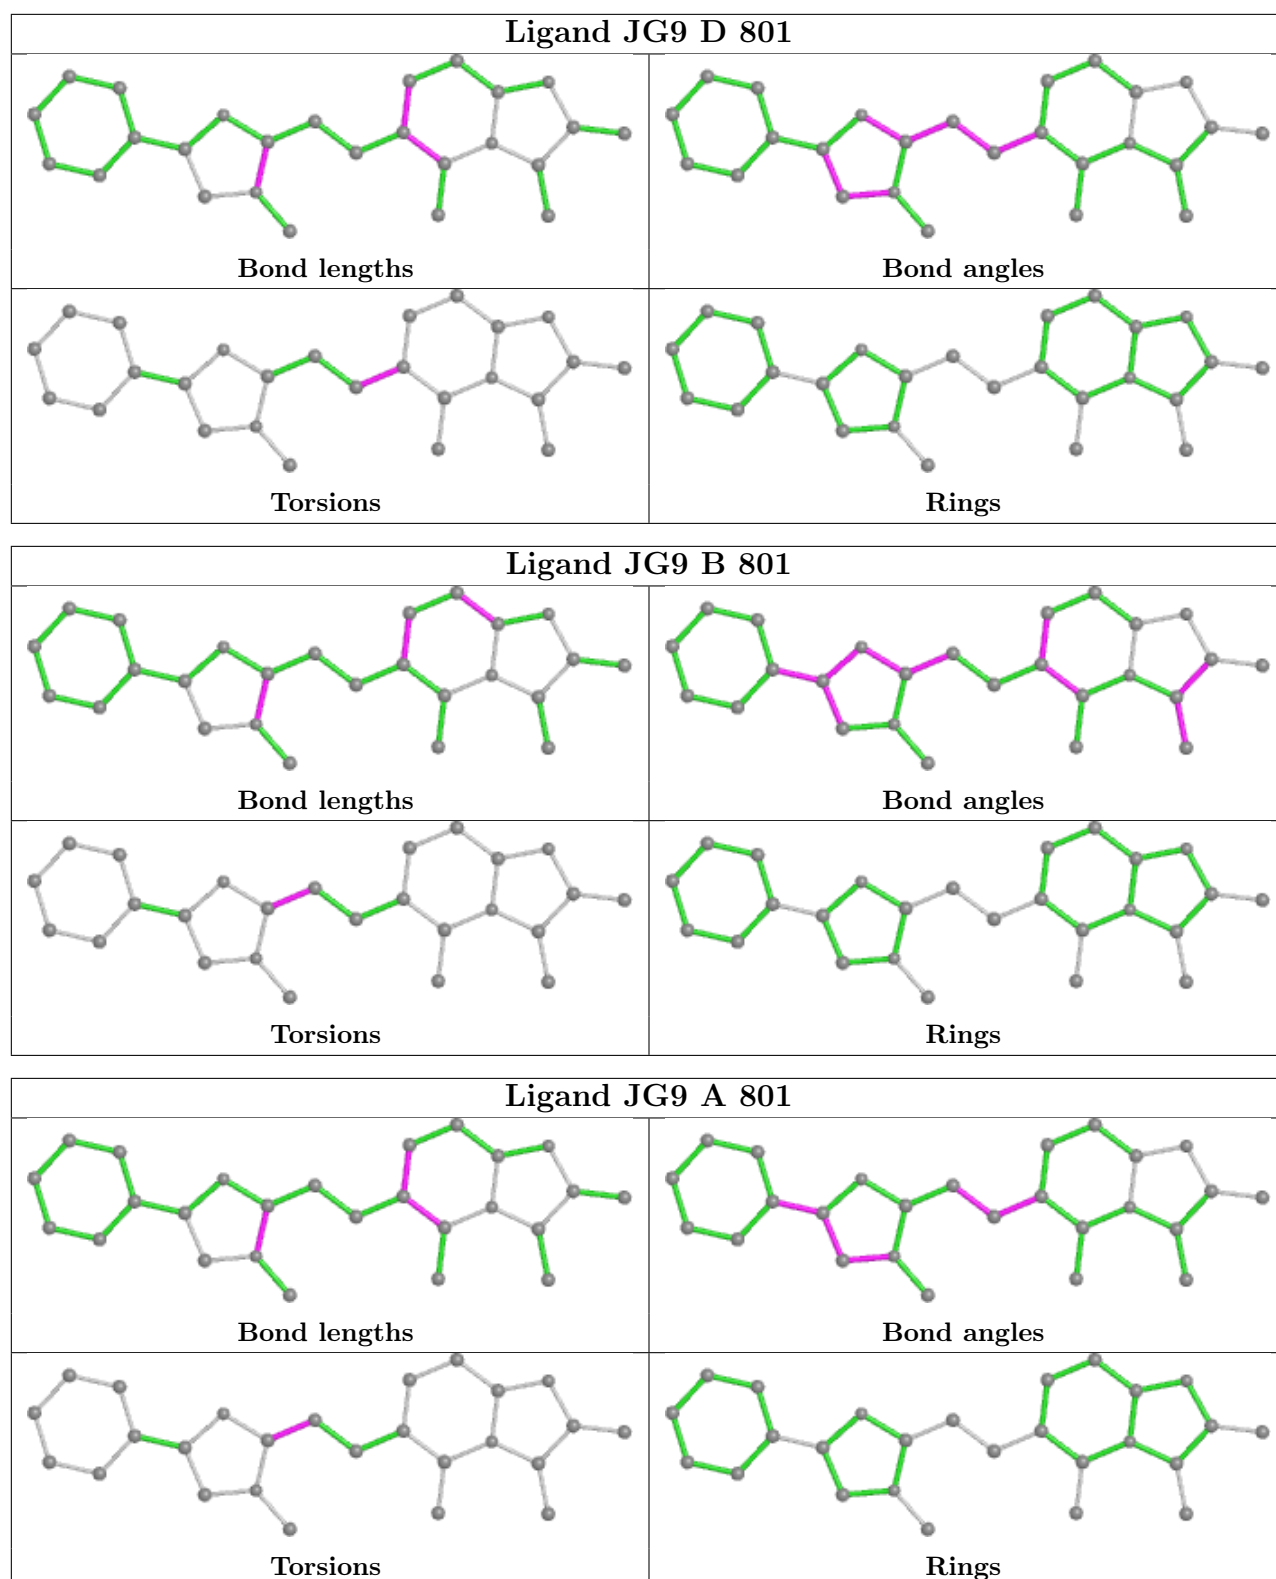 Ligand JG9 D 801
Bond lengths
Bond angles
Torsions
Rings
Ligand JG9 B 801
Bond lengths
Bond angles
Torsions
Rings
Ligand JG9 A 801
Bond lengths
Bond angles
Torsions
Rings